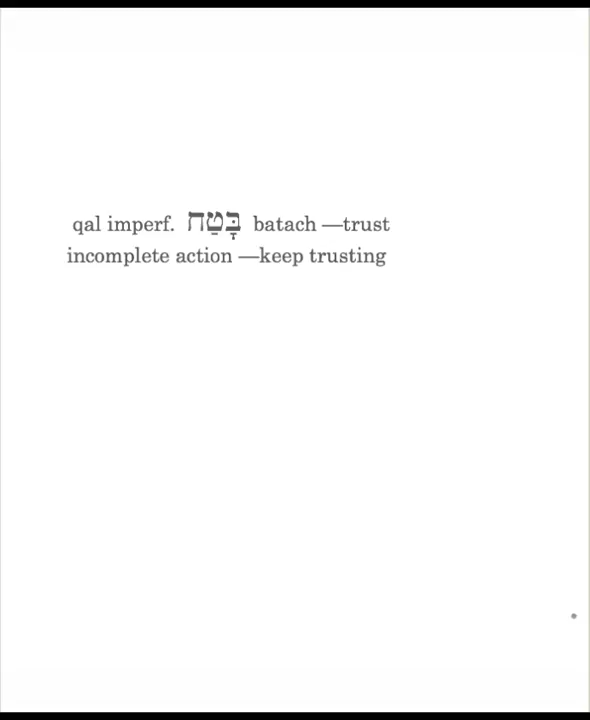 qal imperf. בָּטַח batach —trust
incomplete action —keep trusting